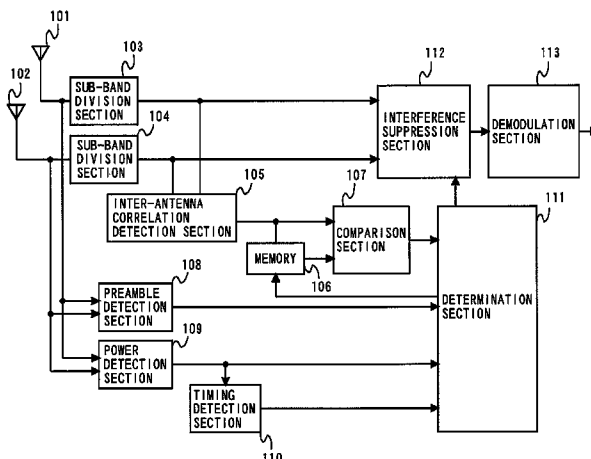 101
102
103
SUB-BAND
DIVISION
SECTION
104
SUB-BAND
DIVISION
SECTION
112
INTERFERENCE
SUPPRESSION
SECTION
113
DEMODULATION
SECTION
105
INTER-ANTENNA
CORRELATION
DETECTION SECTION
107
COMPARISON
SECTION
MEMORY
106
111
DETERMINATION
SECTION
108
PREAMBLE
DETECTION
SECTION
109
POWER
DETECTION
SECTION
TIMING
DETECTION
SECTION
110